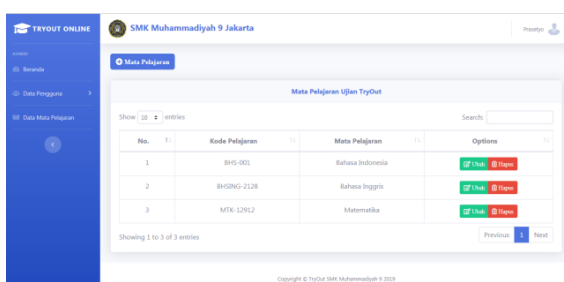 TRYOUT ONLINE
SMK Muhammadiyah 9 Jakarta
Prasetyo
Beranda
Data Pengguna
Data Mata Pelajaran
Mata Pelajaran
Mata Pelajaran Ujian TryOut
Show 10 entries
Search:
No. Kode Pelajaran Mata Pelajaran Options
1 BHS-001 Bahasa Indonesia Ubah Hapus
2 BHSING-2128 Bahasa Inggris Ubah Hapus
3 MTK-12912 Matematika Ubah Hapus
Showing 1 to 3 of 3 entries
Previous 1 Next
Copyright © TryOut SMK Muhammadiyah 9 2019